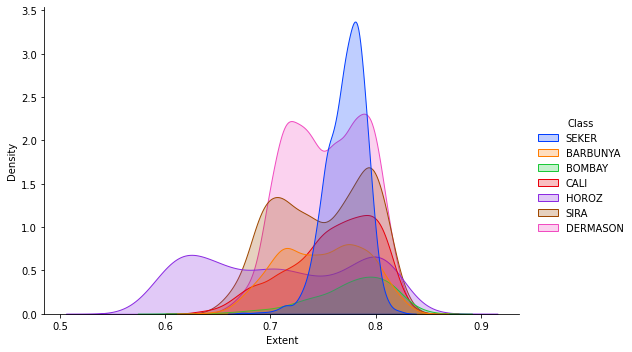 3.5
3.0
2.5
2.0
1.5
1.0
0.5
0.0
Density
0.5
0.6
0.7
0.8
0.9
Extent
Class
SEKER
BARBUNYA
BOMBAY
CALI
HOROZ
SIRA
DERMASON